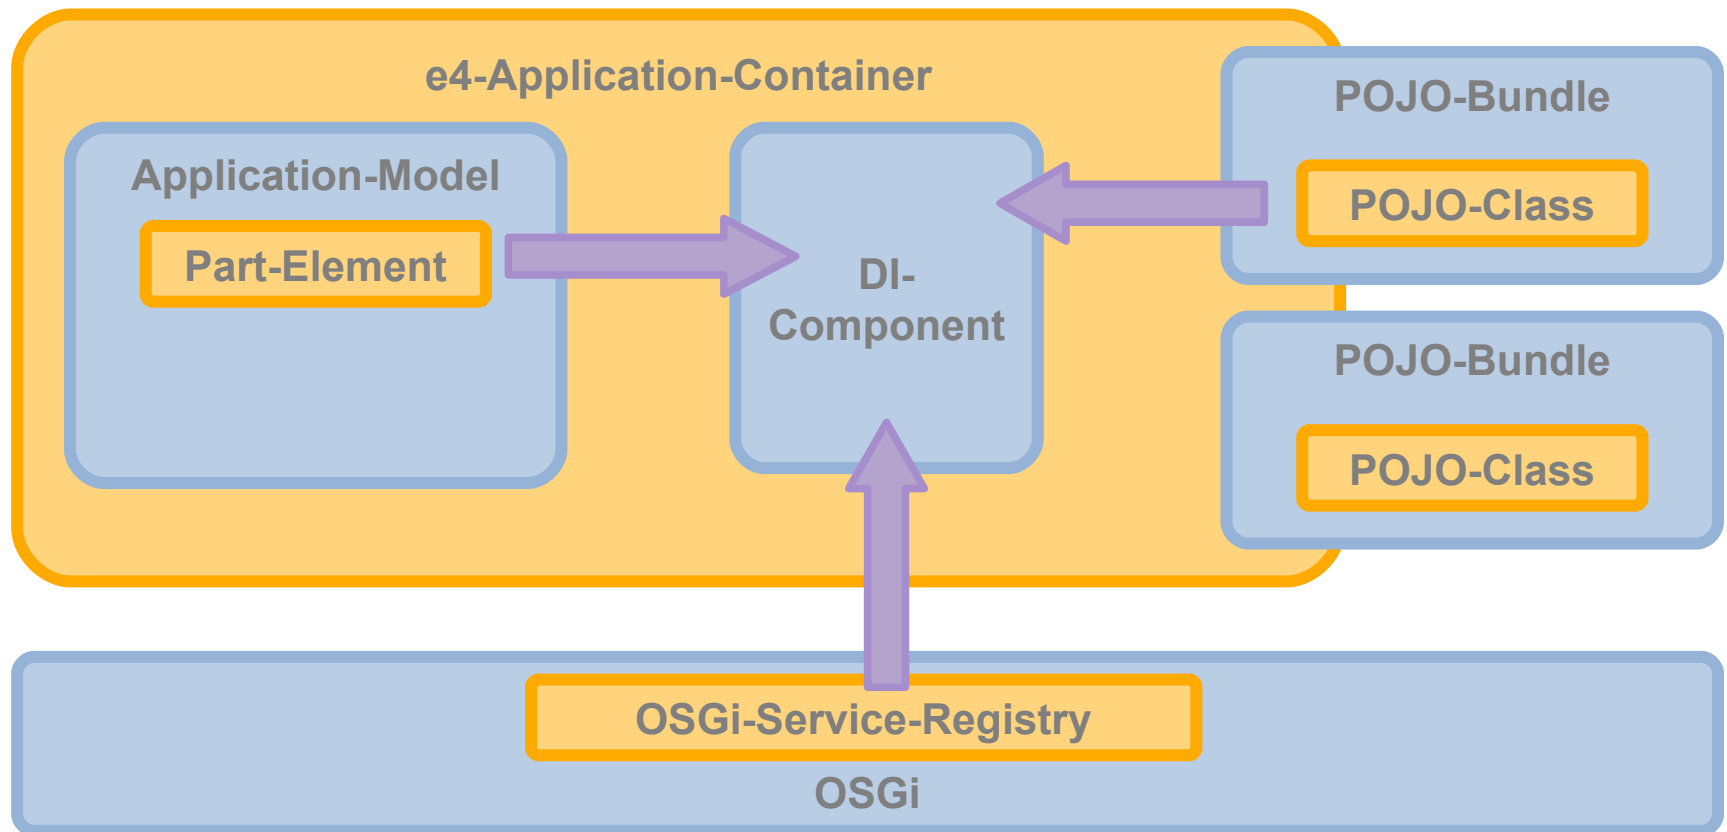 e4-Application-Container
Application-Model
Part-Element
DI-
Component
POJO-Bundle
POJO-Class
POJO-Bundle
POJO-Class
OSGi-Service-Registry
OSGi